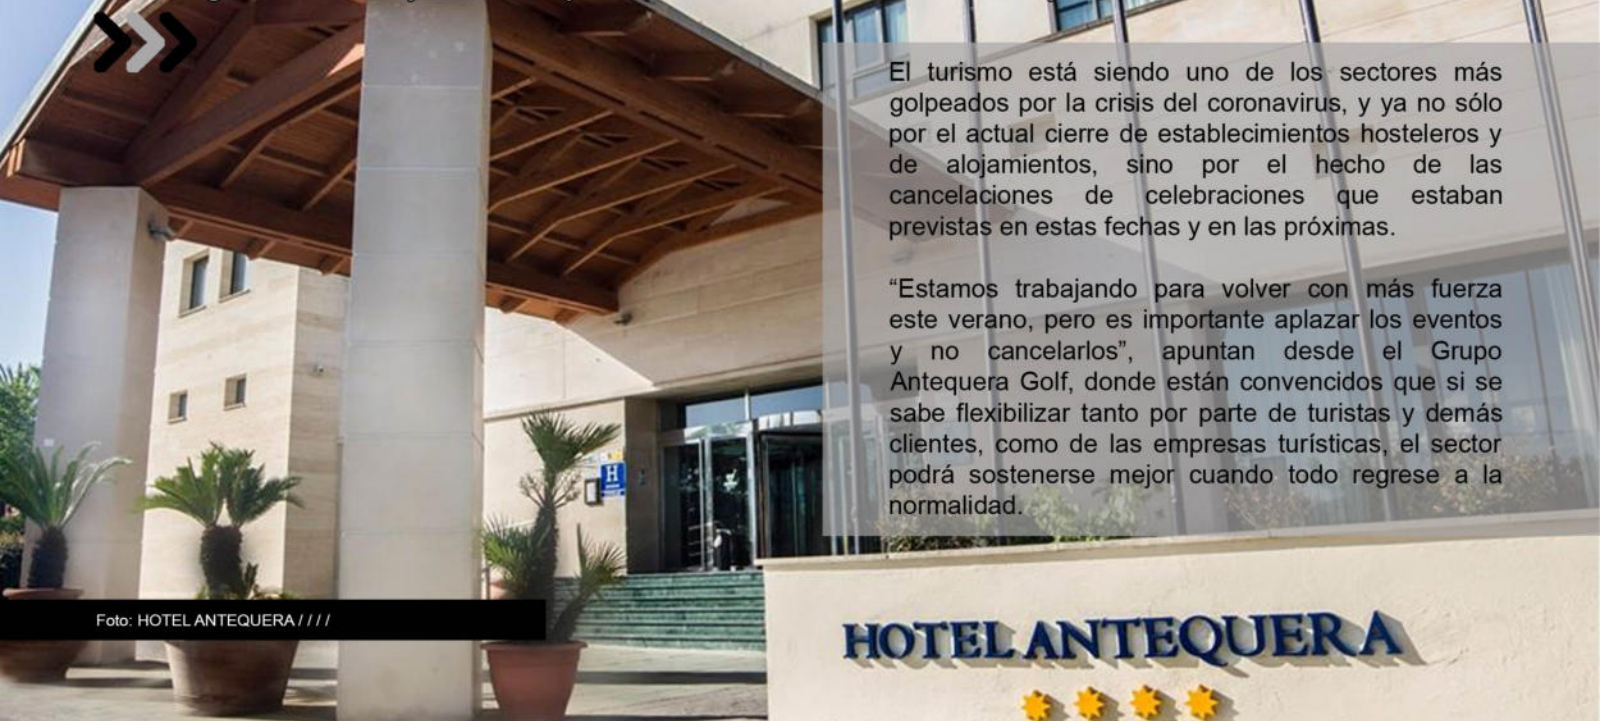 El turismo está siendo uno de los sectores más
golpeados por la crisis del coronavirus, y ya no sólo
por el actual cierre de establecimientos hosteleros y
de alojamientos, sino por el hecho de las
cancelaciones de celebraciones que estaban
previstas en estas fechas y en las próximas.
“Estamos trabajando para volver con más fuerza
este verano, pero es importante aplazar los eventos
y no cancelarlos”, apuntan desde el Grupo
Antequera Golf, donde están convencidos que si se
sabe flexibilizar tanto por parte de turistas y demás
clientes, como de las empresas turísticas, el sector
podrá sostenerse mejor cuando todo regrese a la
normalidad.
H
Foto: HOTEL ANTEQUERA / / / /
HOTEL ANTEQUERA